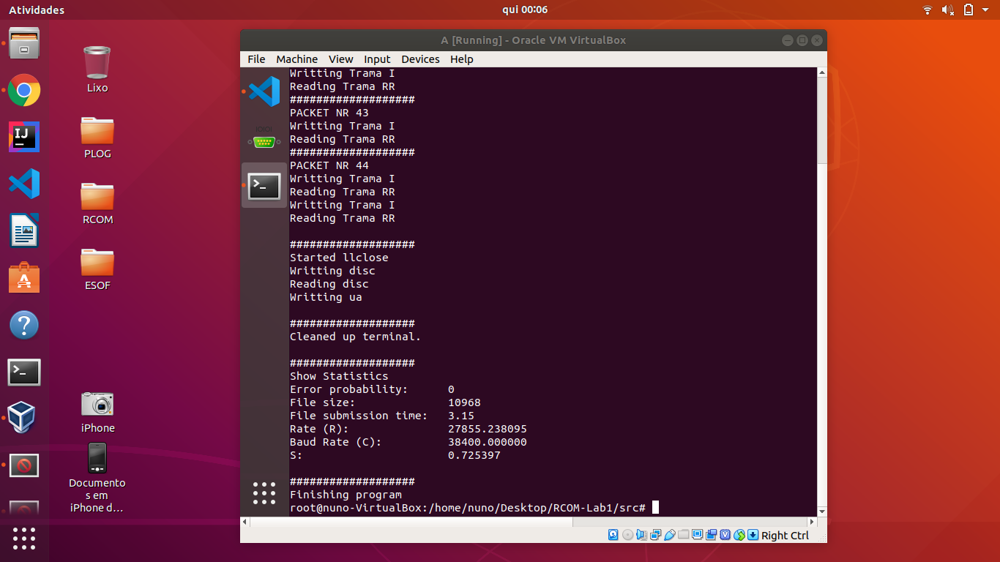 Atividades
qui 00:06
Lixo
PLOG
RCOM
ESOF
iPhone
Documento
s em
iPhone d...
IJ
A [Running] - Oracle VM VirtualBox
File Machine View Input Devices Help
Writting Trama I
Reading Trama RR
###################
PACKET NR 43
Writting Trama I
Reading Trama RR
###################
PACKET NR 44
Writting Trama I
Reading Trama RR
Writting Trama I
Reading Trama RR
###################
Started llclose
Writting disc
Reading disc
Writting ua
###################
Cleaned up terminal.
###################
Show Statistics
Error probability: 0
File size: 10968
File submission time: 3.15
Rate (R): 27855.238095
Baud Rate (C): 38400.000000
S: 0.725397
###################
Finishing program
root@nuno-VirtualBox:/home/nuno/Desktop/RCOM-Lab1/src#
Right Ctrl